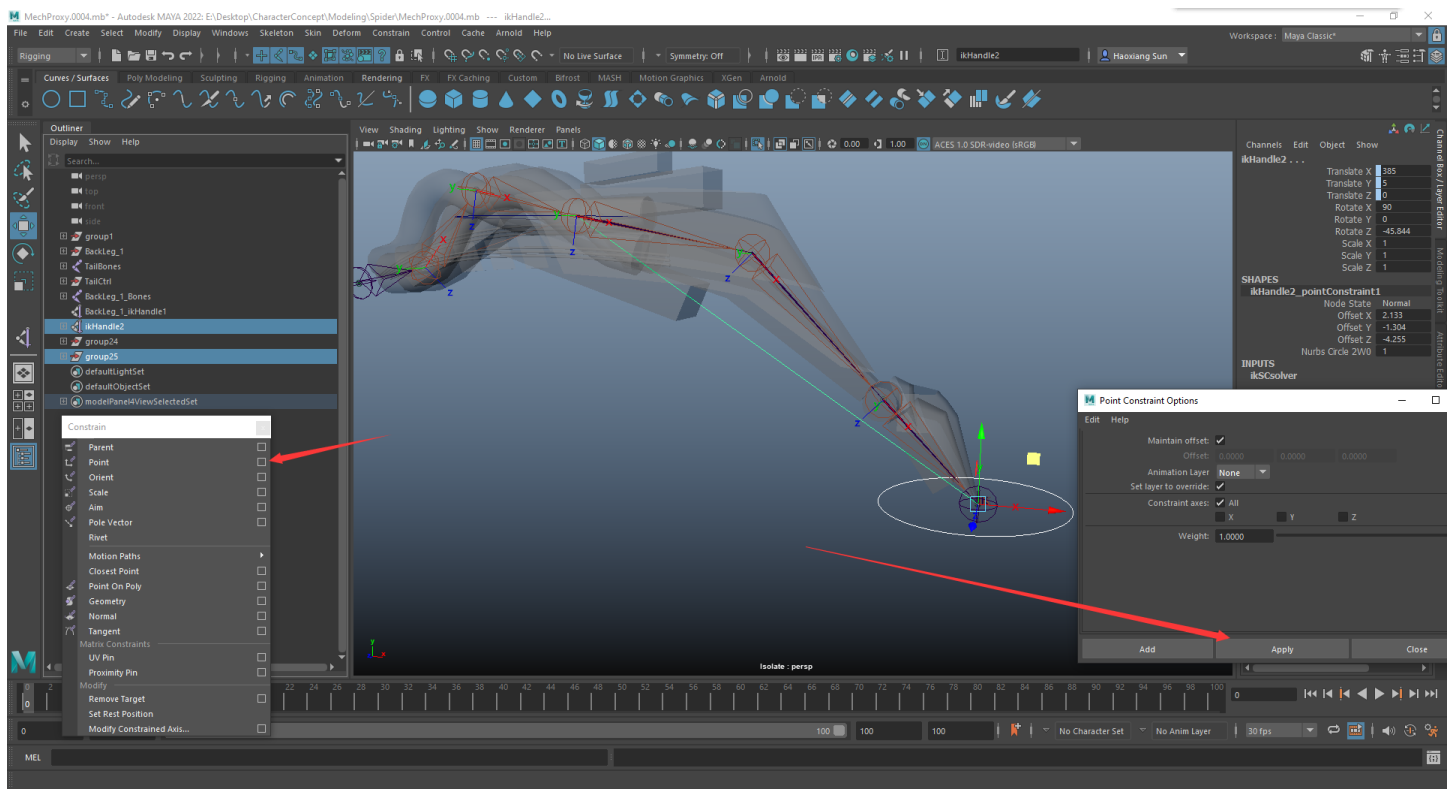 MechProxy.0004.mb* - Autodesk MAYA 2022: E:\Desktop\CharacterConcept\Modeling\Spider\MechProxy.0004.mb --- ikHandle2...
File Edit Select Modify Display Windows Skeleton Skin Deform Constrain Control Cache Arnold Help
Workspace: Maya Classic*
Rigging
No Live Surface
Symmetry: Off
ikHandle2
Haoxiang Sun
Curves / Surfaces Poly Modeling Sculpting Rigging Animation Rendering FX FX Caching Custom Bifrost MASH Motion Graphics XGen Arnold
Outliner
Display Show Help
Search...
persp
top
front
side
group1
BackLeg_1
TailBones
TailCtrl
BackLeg_1_Bones
BackLeg_1_ikHandle1
ikHandle2
group24
group25
defaultLightSet
defaultObjectSet
modelPanel4ViewSelectedSet
Constrain
Parent
Point
Orient
Scale
Aim
Pole Vector
Rivet
Motion Paths
Closest Point
Point On Poly
Geometry
Normal
Tangent
Matrix Constraints
UV Pin
Proximity Pin
Modify
Remove Target
Set Rest Position
Modify Constrained Axis...
View Shading Lighting Show Renderer Panels
0.00 1.00 ACES 1.0 SDR-video (sRGB)
Isolate : persp
Channels Edit Object Show
ikHandle2 . . .
Translate X 385
Translate Y 5
Translate Z 0
Rotate X 90
Rotate Y 0
Rotate Z -45.844
Scale X 1
Scale Y 1
Scale Z 1
SHAPES
ikHandle2_pointConstraint1
Node State Normal
Offset X 2.133
Offset Y -1.304
Offset Z -4.255
Nurbs Circle 2W0 1
INPUTS
ikSCsolver
Channel Box / Layer Editor
Modeling Toolkit
Attribute Editor
Point Constraint Options
Edit Help
Maintain offset:
Offset: 0.0000 0.0000 0.0000
Animation Layer None
Set layer to override:
Constraint axes: All
X Y Z
Weight: 1.0000
Add Apply Close
0 2 22 24 26 28 30 32 34 36 38 40 42 44 46 48 50 52 54 56 58 60 62 64 66 68 70 72 74 76 78 80 82 84 86 88 90 92 94 96 98 100
0
0
0 100 100 100
No Character Set
No Anim Layer
30 fps
MEL